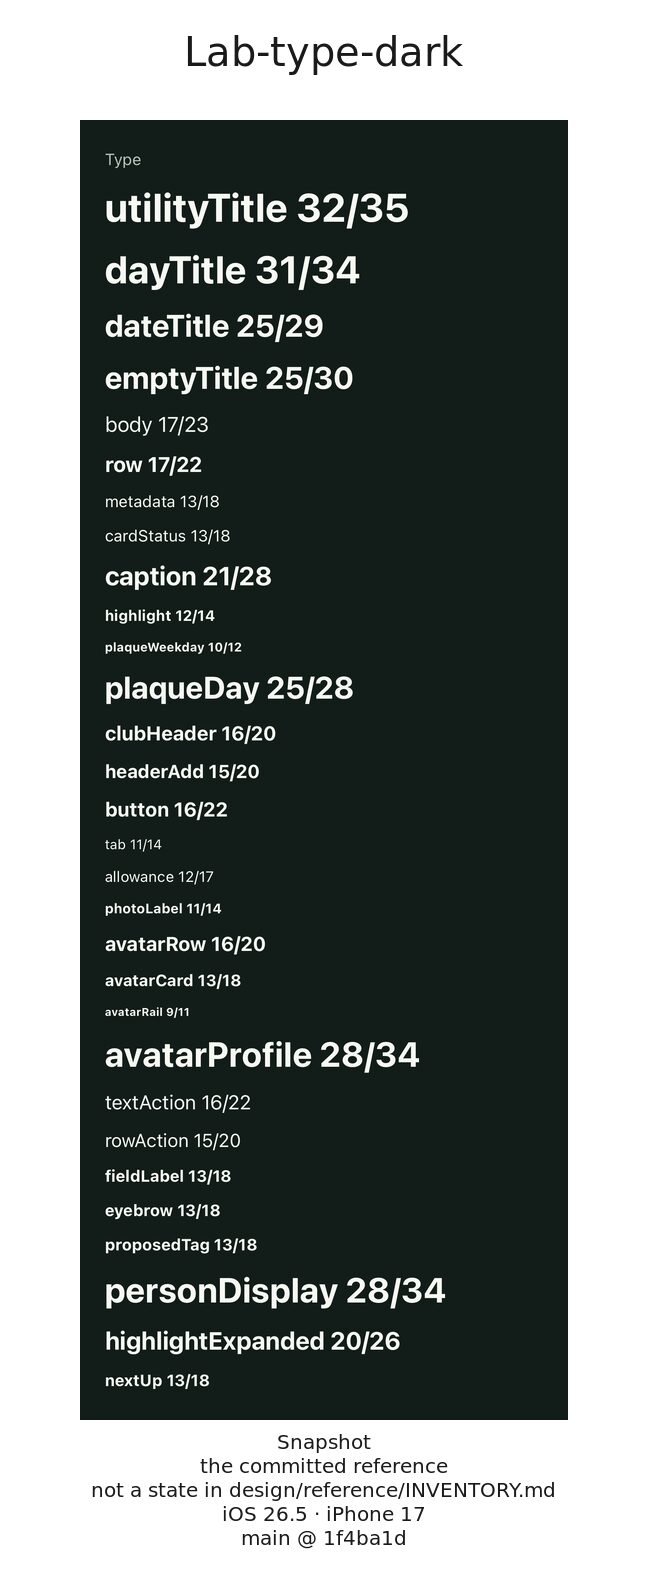 Lab-type-dark
Type
utilityTitle 32/35
dayTitle 31/34
dateTitle 25/29
emptyTitle 25/30
body 17/23
row 17/22
metadata 13/18
cardStatus 13/18
caption 21/28
highlight 12/14
plaqueWeekday 10/12
plaqueDay 25/28
clubHeader 16/20
headerAdd 15/20
button 16/22
tab 11/14
allowance 12/17
photoLabel 11/14
avatarRow 16/20
avatarCard 13/18
avatarRail 9/11
avatarProfile 28/34
textAction 16/22
rowAction 15/20
fieldLabel 13/18
eyebrow 13/18
proposedTag 13/18
personDisplay 28/34
highlightExpanded 20/26
nextUp 13/18
Snapshot
the committed reference
not a state in design/reference/INVENTORY.md
iOS 26.5 · iPhone 17
main @ 1f4ba1d